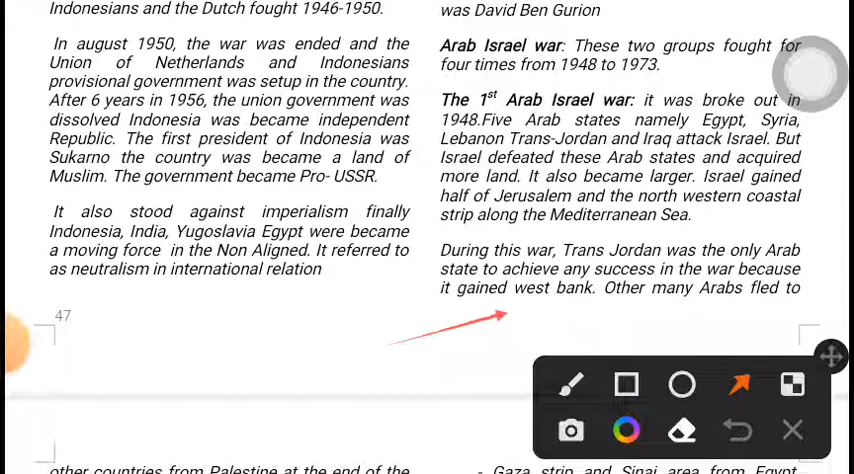 Indonesians and the Dutch fought 1946-1950.
In august 1950, the war was ended and the
Union of Netherlands and Indonesians
provisional government was setup in the country.
After 6 years in 1956, the union government was
dissolved Indonesia was became independent
Republic. The first president of Indonesia was
Sukarno the country was became a land of
Muslim. The government became Pro- USSR.
It also stood against imperialism finally
Indonesia, India, Yugoslavia Egypt were became
a moving force in the Non Aligned. It referred to
as neutralism in international relation
47
was David Ben Gurion
Arab Israel war: These two groups fought for
four times from 1948 to 1973.
The 1st Arab Israel war: it was broke out in
1948.Five Arab states namely Egypt, Syria,
Lebanon Trans-Jordan and Iraq attack Israel. But
Israel defeated these Arab states and acquired
more land. It also became larger. Israel gained
half of Jerusalem and the north western coastal
strip along the Mediterranean Sea.
During this war, Trans Jordan was the only Arab
state to achieve any success in the war because
it gained west bank. Other many Arabs fled to
other countries from Palestine at the end of the
- Gaza strip and Sinai area from Egypt